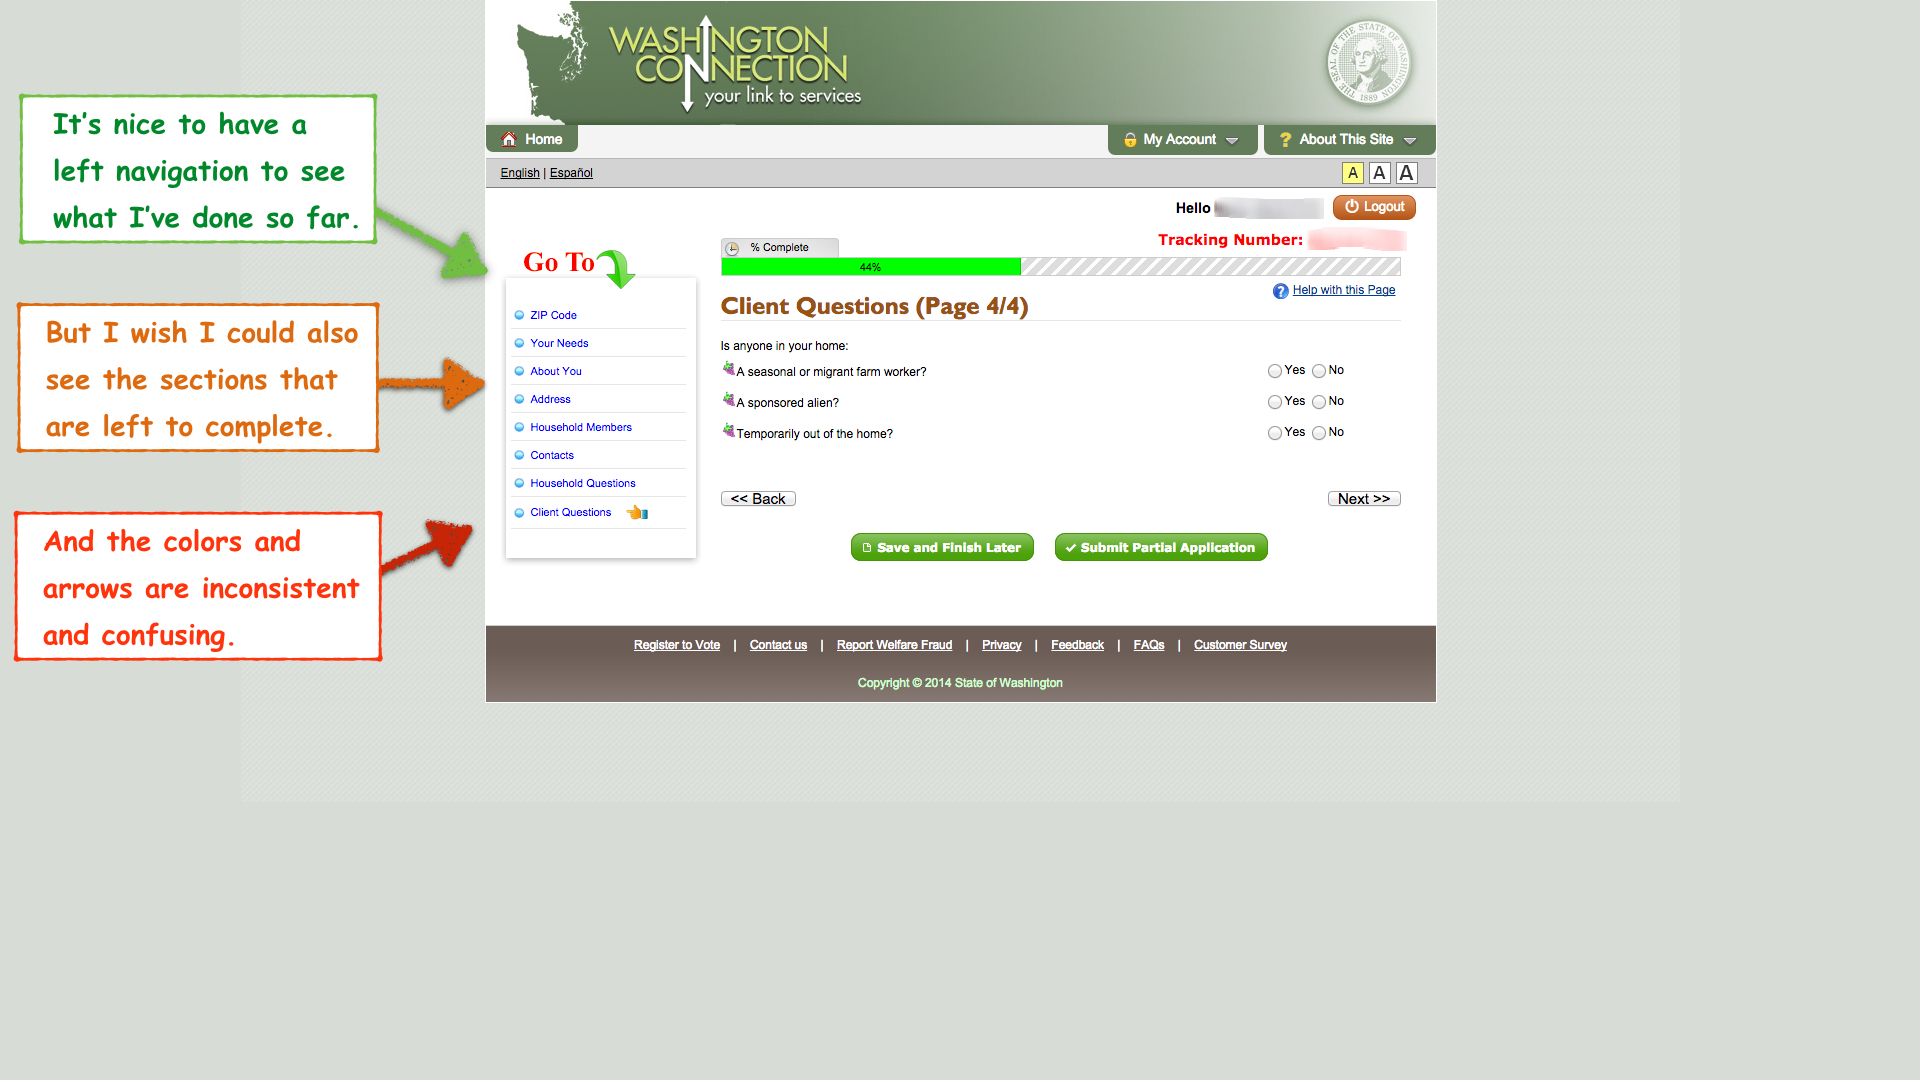 It's nice to have a
left navigation to see
what I've done so far.
But I wish I could also
see the sections that
are left to complete.
And the colors and
arrows are inconsistent
and confusing.
WASHINGTON
CONNECTION
your link to services
THE SEAL OF THE STATE OF WASHINGTON
1889
Home
My Account
? About This Site
English | Español
A A A
Hello
Logout
Tracking Number:
Go To
ZIP Code
Your Needs
About You
Address
Household Members
Contacts
Household Questions
Client Questions
% Complete
44%
? Help with this Page
Client Questions (Page 4/4)
Is anyone in your home:
A seasonal or migrant farm worker? Yes No
A sponsored alien? Yes No
Temporarily out of the home? Yes No
<< Back
Next >>
Save and Finish Later
Submit Partial Application
Register to Vote | Contact us | Report Welfare Fraud | Privacy | Feedback | FAQs | Customer Survey
Copyright © 2014 State of Washington